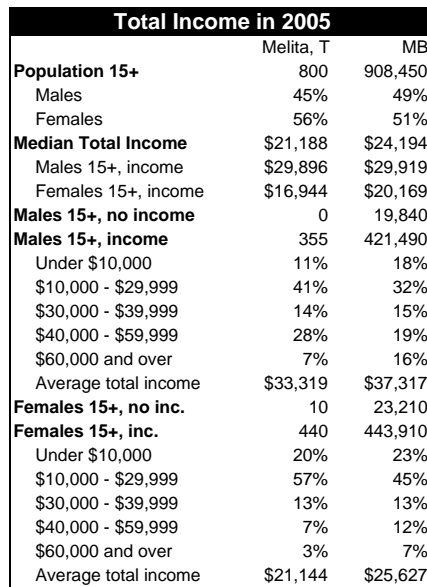 Total Income in 2005
Melita, T MB
Population 15+ 800 908,450
Males 45% 49%
Females 56% 51%
Median Total Income $21,188 $24,194
Males 15+, income $29,896 $29,919
Females 15+, income $16,944 $20,169
Males 15+, no income 0 19,840
Males 15+, income 355 421,490
Under $10,000 11% 18%
$10,000 - $29,999 41% 32%
$30,000 - $39,999 14% 15%
$40,000 - $59,999 28% 19%
$60,000 and over 7% 16%
Average total income $33,319 $37,317
Females 15+, no inc. 10 23,210
Females 15+, inc. 440 443,910
Under $10,000 20% 23%
$10,000 - $29,999 57% 45%
$30,000 - $39,999 13% 13%
$40,000 - $59,999 7% 12%
$60,000 and over 3% 7%
Average total income $21,144 $25,627